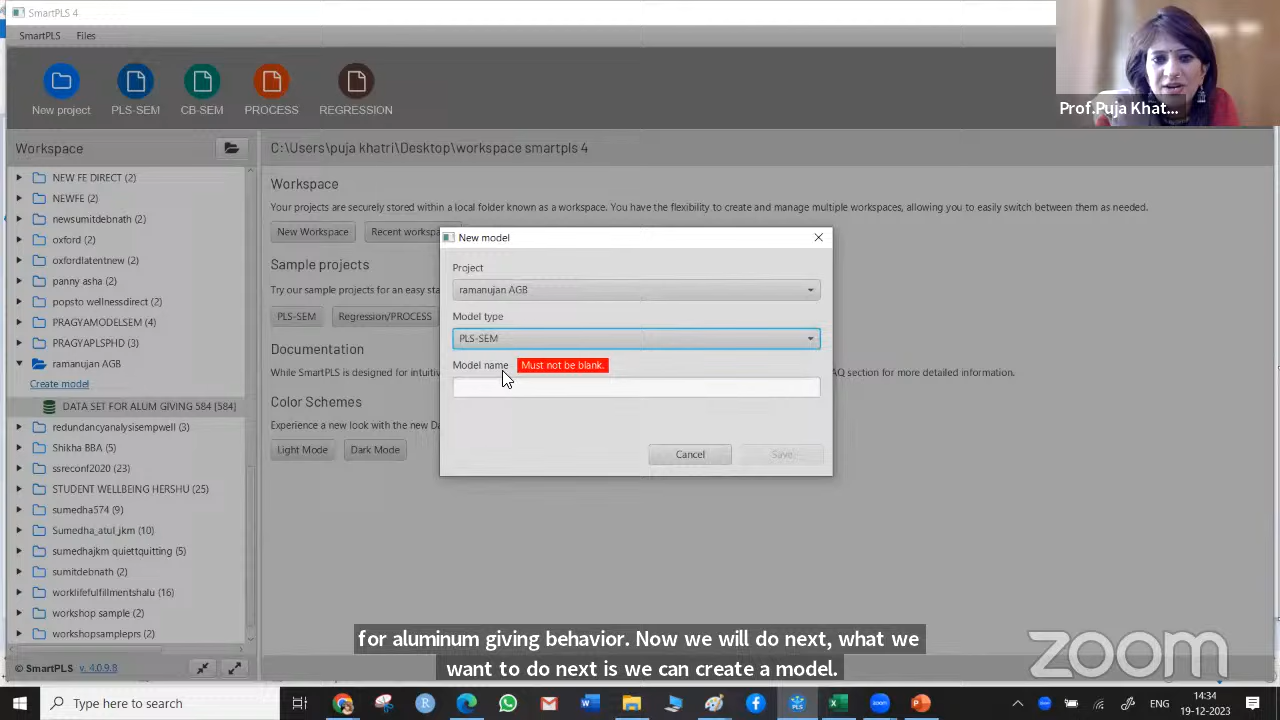 SmartPLS 4
SmartPLS Files
New project PLS-SEM CB-SEM PROCESS REGRESSION
Prof.Puja Khat...
Workspace
C:\Users\puja khatri\Desktop\workspace smartpls 4
NEW FE DIRECT (2)
NEWFE (2)
newsumitdebnath (2)
oxford (2)
oxfordlatentnew (2)
panny asha (2)
popsto wellnessdirect (2)
PRAGYAMODELSEM (4)
PRAGYAPLSPHD (3)
ramanujan AGB
Create model
DATA SET FOR ALUM GIVING 584 [584]
redundancyanalysisempwell (3)
Shikha BBA (5)
ssreconf2020 (23)
STUDENT WELLBEING HERSHU (25)
sumedha574 (9)
Sumedha_atul_jkm (10)
sumedhajkm quiettquitting (5)
sumitdebnath (2)
worklifefulfillmentshalu (16)
workshop sample (2)
workshopsampleprs (2)
© SmartPLS v. 4.0.9.8
Workspace
Your projects are securely stored within a local folder known as a workspace. You have the flexibility to create and manage multiple workspaces, allowing you to easily switch between them as needed.
New Workspace Recent workspa
Sample projects
Try our sample projects for an easy sta
PLS-SEM Regression/PROCESS
Documentation
While SmartPLS is designed for intuitiv
AQ section for more detailed information.
Color Schemes
Experience a new look with the new Da
Light Mode Dark Mode
New model
Project
ramanujan AGB
Model type
PLS-SEM
Model name Must not be blank.
Cancel Save
for aluminum giving behavior. Now we will do next, what we
want to do next is we can create a model.
zoom
Type here to search
ENG
14:34
19-12-2023